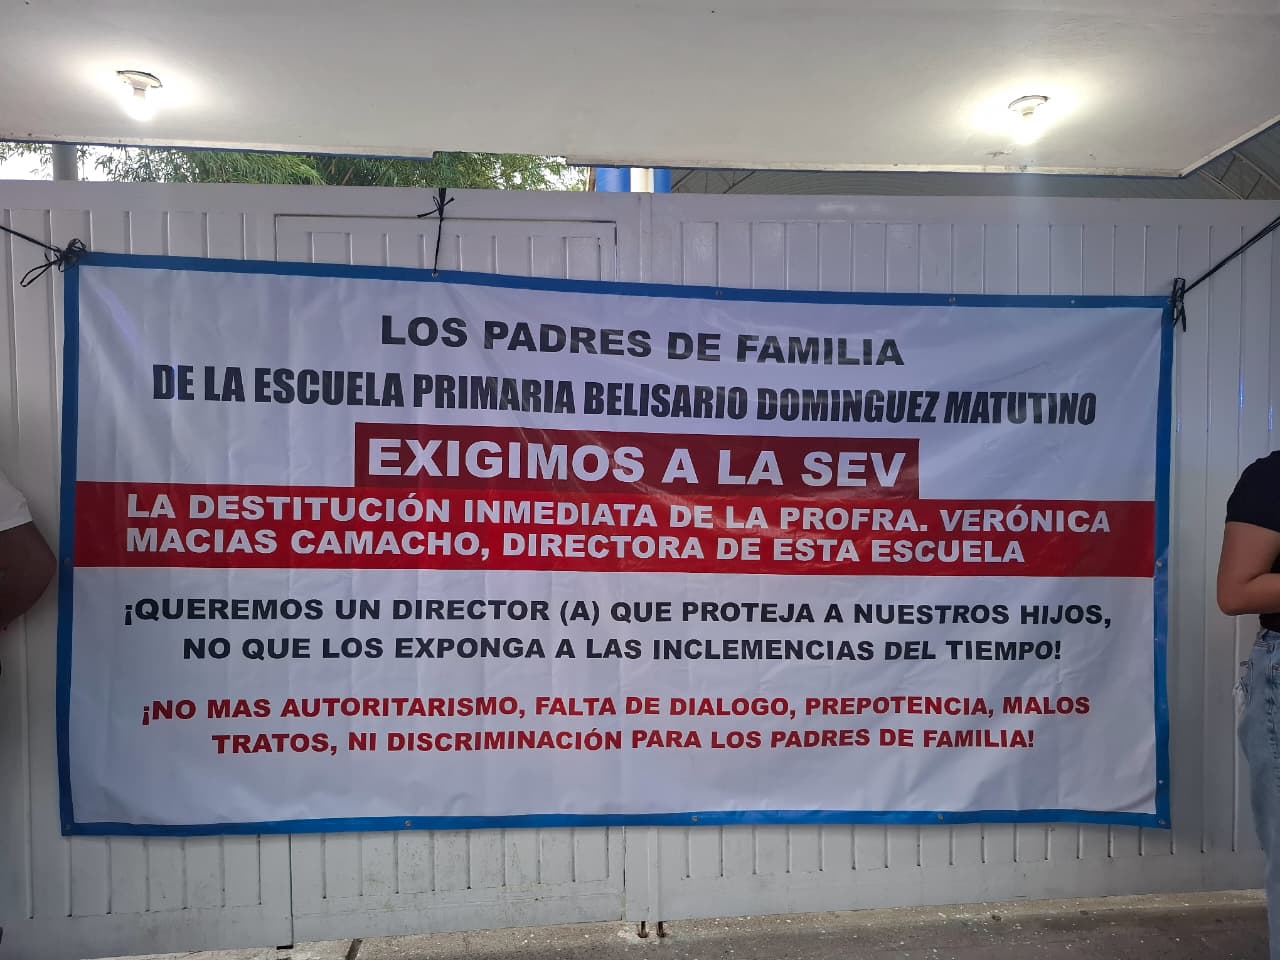 LOS PADRES DE FAMILIA
DE LA ESCUELA PRIMARIA BELISARIO DOMINGUEZ MATUTINO
EXIGIMOS A LA SEV
LA DESTITUCIÓN INMEDIATA DE LA PROFRA. VERÓNICA
MACIAS CAMACHO, DIRECTORA DE ESTA ESCUELA
¡QUEREMOS UN DIRECTOR (A) QUE PROTEJA A NUESTROS HIJOS,
NO QUE LOS EXPONGA A LAS INCLEMENCIAS DEL TIEMPO!
¡NO MAS AUTORITARISMO, FALTA DE DIALOGO, PREPOTENCIA, MALOS
TRATOS, NI DISCRIMINACIÓN PARA LOS PADRES DE FAMILIA!